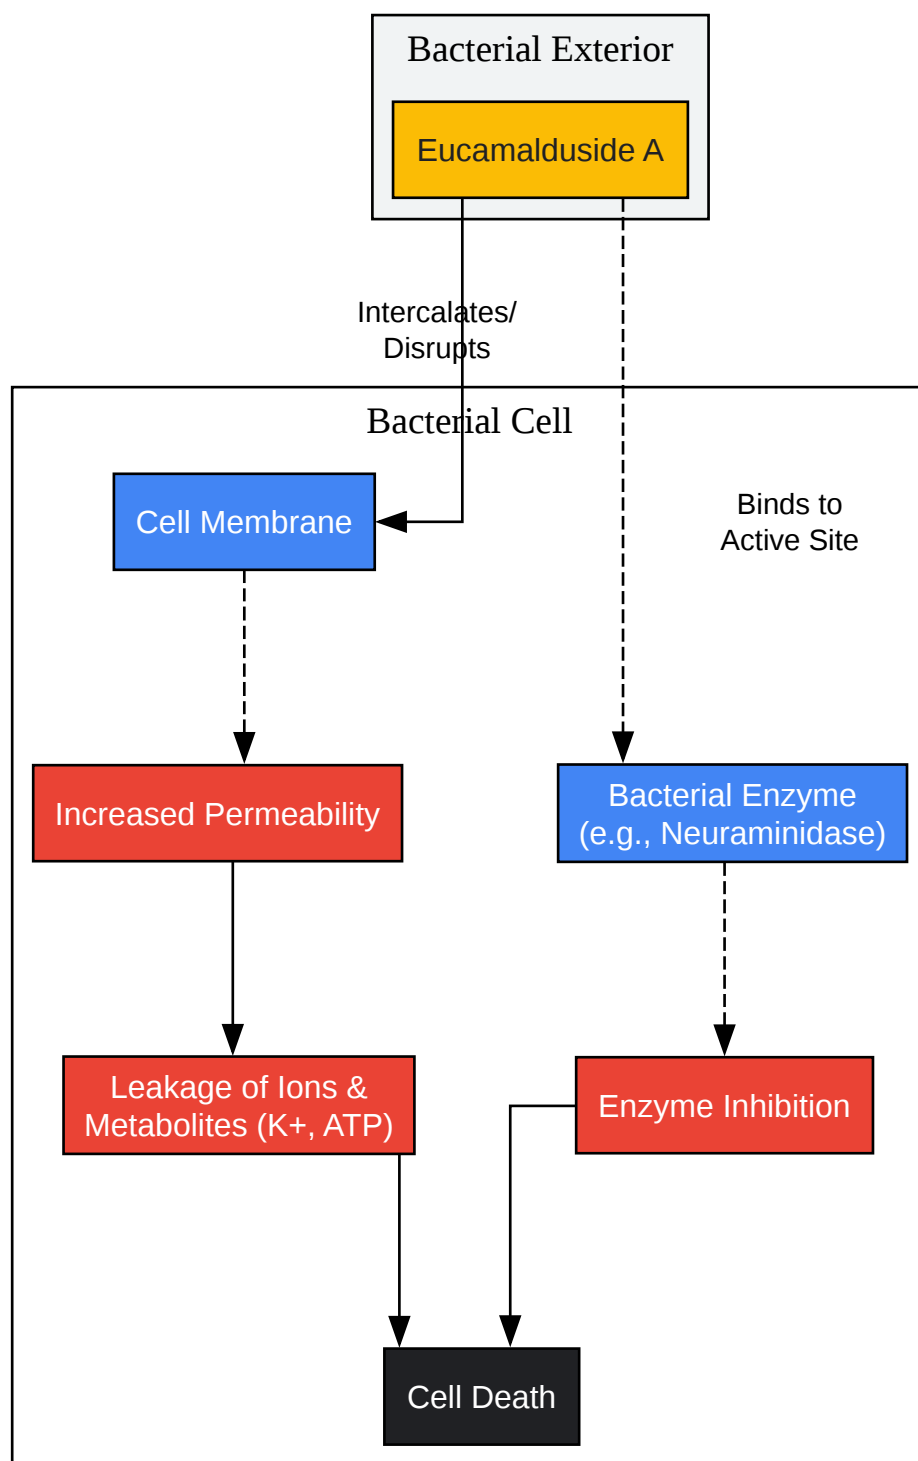 Bacterial Exterior
Eucamalduside A
Intercalates/
Disrupts
Bacterial Cell
Cell Membrane
Binds to
Active Site
Increased Permeability
Bacterial Enzyme
(e.g., Neuraminidase)
Leakage of Ions &
Metabolites (K+, ATP)
Enzyme Inhibition
Cell Death